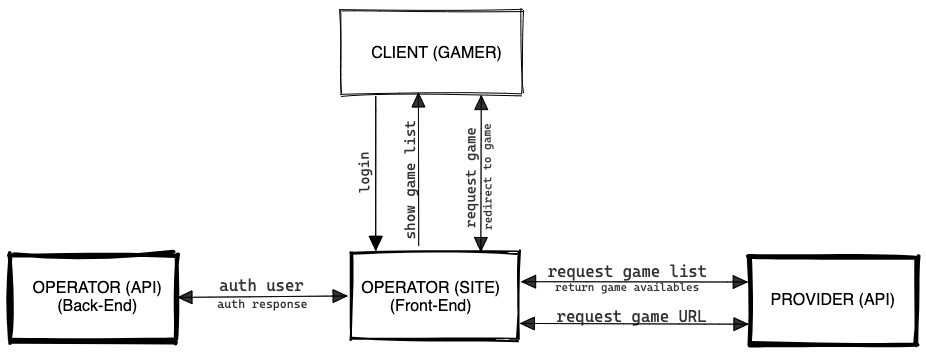 CLIENT (GAMER)
login
show game list
request game
redirect to game
OPERATOR (API)
(Back-End)
auth user
auth response
OPERATOR (SITE)
(Front-End)
request game list
return game availables
request game URL
PROVIDER (API)